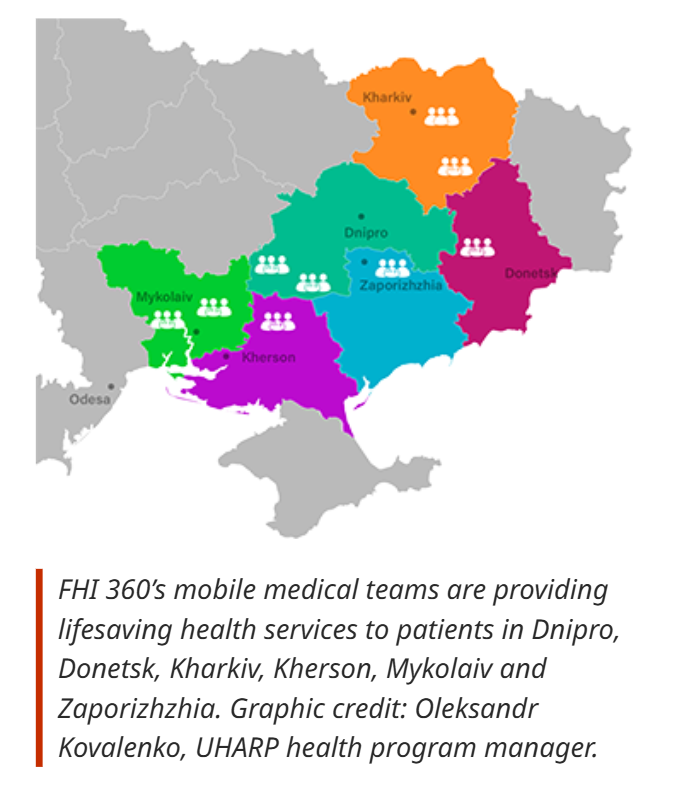 Kharkiv
Dnipro
Donetsk
Zaporizhzhia
Mykolaiv
Kherson
Odesa
FHI 360’s mobile medical teams are providing
lifesaving health services to patients in Dnipro,
Donetsk, Kharkiv, Kherson, Mykolaiv and
Zaporizhzhia. Graphic credit: Oleksandr
Kovalenko, UHARP health program manager.